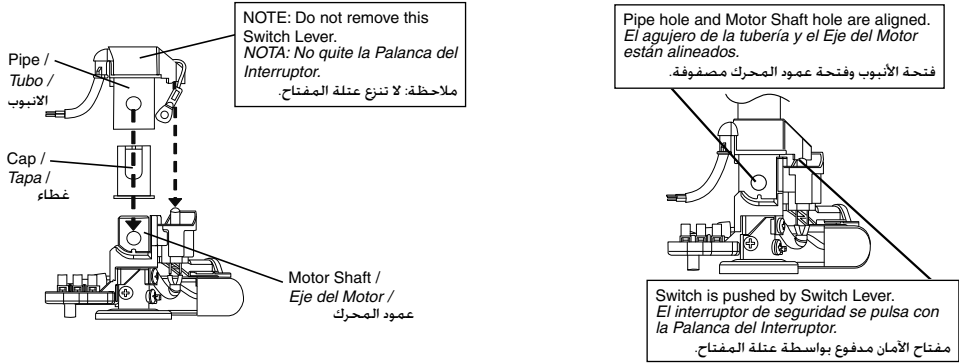 NOTE: Do not remove this
Switch Lever.
NOTA: No quite la Palanca del
Interruptor.
ملاحظة: لا تنزع عتلة المفتاح.
Pipe /
Tubo /
الانبوب
Cap /
Tapa /
غطاء
Motor Shaft /
Eje del Motor /
عمود المحرك
Pipe hole and Motor Shaft hole are aligned.
El agujero de la tubería y el Eje del Motor
están alineados.
فتحة الأنبوب وفتحة عمود المحرك مصفوفة.
Switch is pushed by Switch Lever.
El interruptor de seguridad se pulsa con
la Palanca del Interruptor.
مفتاح الأمان مدفوع بواسطة عتلة المفتاح.